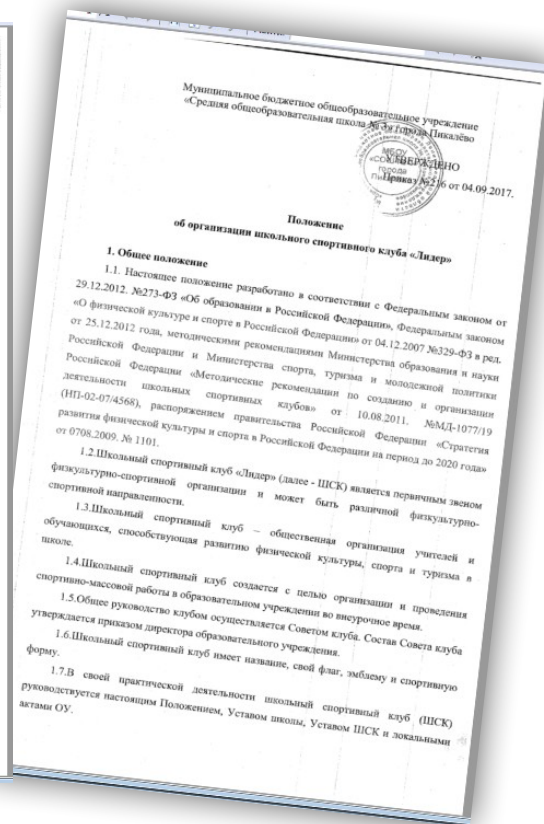 Муниципальное бюджетное общеобразовательное учреждение
«Средняя общеобразовательная школа № 3» города Пикалёво
МБОУ
города
УТВЕРЖДЕНО
Приказ №216 от 04.09.2017.
Положение
об организации школьного спортивного клуба «Лидер»
1. Общее положение
1.1. Настоящее положение разработано в соответствии с Федеральным законом от
29.12.2012. №273-ФЗ «Об образовании в Российской Федерации», Федеральным законом
«О физической культуре и спорте в Российской Федерации» от 04.12.2007 №329-ФЗ в ред.
от 25.12.2012 года, методическими рекомендациями Министерства образования и науки
Российской Федерации и Министерства спорта, туризма и молодежной политики
Российской Федерации «Методические рекомендации по созданию и организации
деятельности школьных спортивных клубов» от 10.08.2011. №МД-1077/19
(НП-02-07/4568), распоряжением правительства Российской Федерации «Стратегия
развития физической культуры и спорта в Российской Федерации на период до 2020 года»
от 0708.2009. № 1101.
1.2.Школьный спортивный клуб «Лидер» (далее - ШСК) является первичным звеном
физкультурно-спортивной организации и может быть различной физкультурно-
спортивной направленности.
1.3.Школьный спортивный клуб – общественная организация учителей и
обучающихся, способствующая развитию физической культуры, спорта и туризма в
школе.
1.4.Школьный спортивный клуб создается с целью организации и проведения
спортивно-массовой работы в образовательном учреждении во внеурочное время.
1.5.Общее руководство клубом осуществляется Советом клуба. Состав Совета клуба
утверждается приказом директора образовательного учреждения.
1.6.Школьный спортивный клуб имеет название, свой флаг, эмблему и спортивную
форму.
1.7.В своей практической деятельности школьный спортивный клуб (ШСК)
руководствуется настоящим Положением, Уставом школы, Уставом ШСК и локальными
актами ОУ.